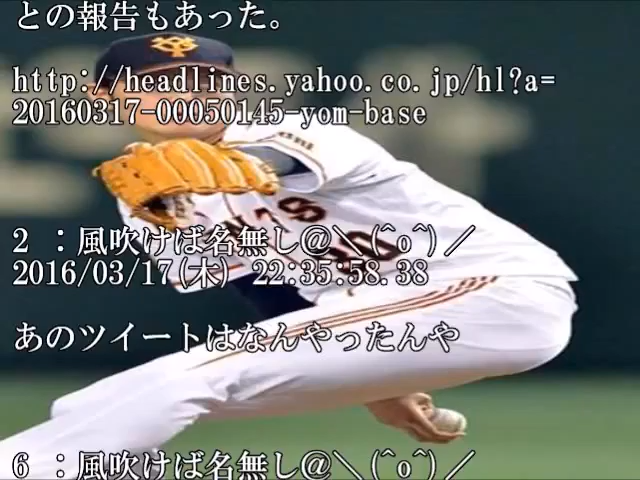 との報告もあった。
http://headlines.yahoo.co.jp/hl?a=
20160317-00050145-yom-base
2 ：風吹けば名無し＠＼(^o^)／
2016/03/17(木) 22:35:58.38
あのツイートはなんやったんや
6 ：風吹けば名無し＠＼(^o^)／